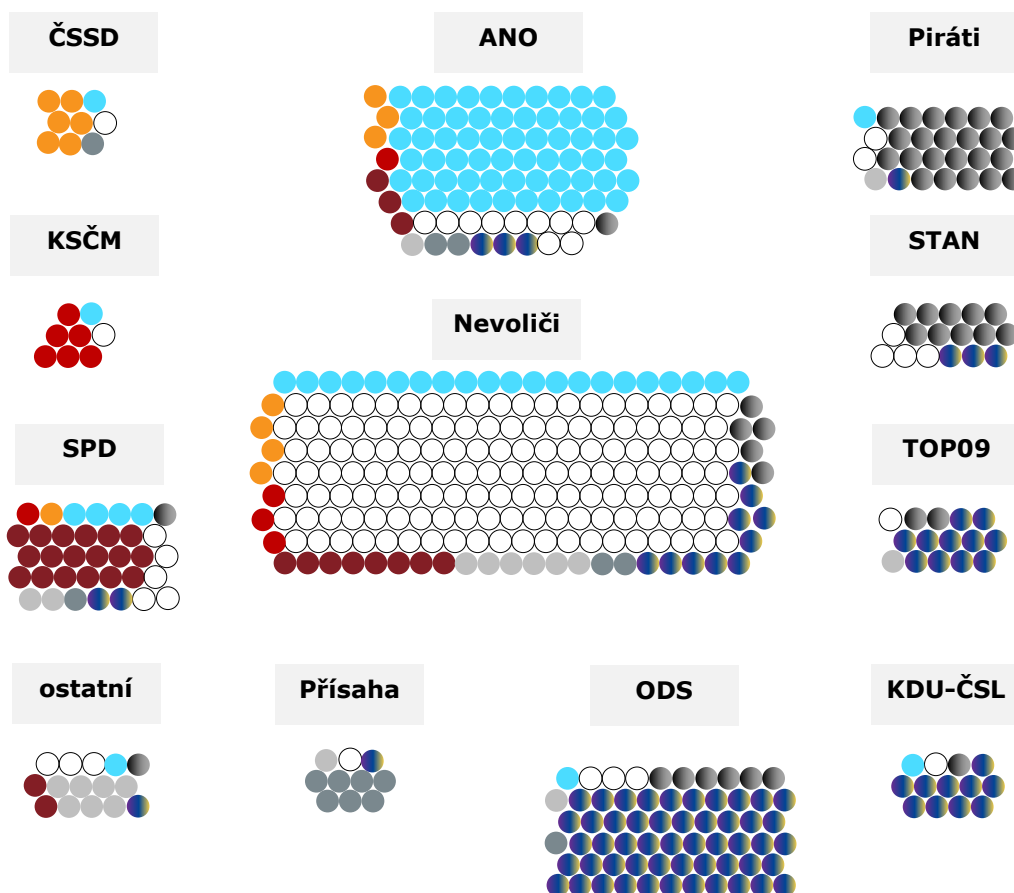 ČSSD
ANO
Piráti
KSČM
STAN
Nevoliči
SPD
TOP09
ostatní
Přísaha
ODS
KDU-ČSL